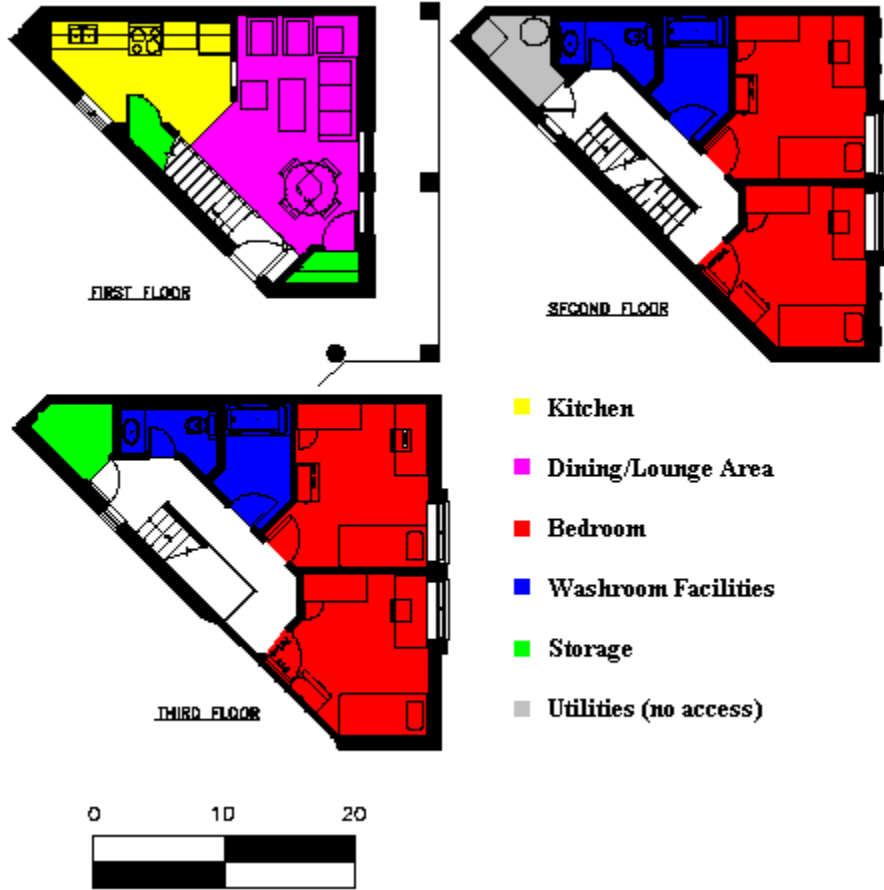 FIRST FLOOR
SECOND FLOOR
THIRD FLOOR
Kitchen
Dining/Lounge Area
Bedroom
Washroom Facilities
Storage
Utilities (no access)
0 10 20